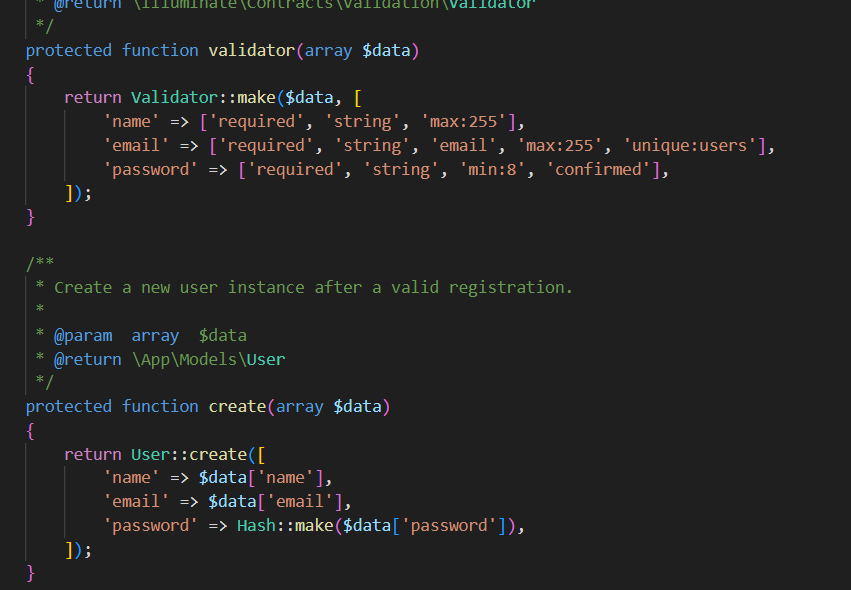 * @return \Illuminate\Contracts\Validation\Validator
*/
protected function validator(array $data)
{
    return Validator::make($data, [
        'name' => ['required', 'string', 'max:255'],
        'email' => ['required', 'string', 'email', 'max:255', 'unique:users'],
        'password' => ['required', 'string', 'min:8', 'confirmed'],
    ]);
}
/**
 * Create a new user instance after a valid registration.
 *
 * @param  array  $data
 * @return \App\Models\User
 */
protected function create(array $data)
{
    return User::create([
        'name' => $data['name'],
        'email' => $data['email'],
        'password' => Hash::make($data['password']),
    ]);
}